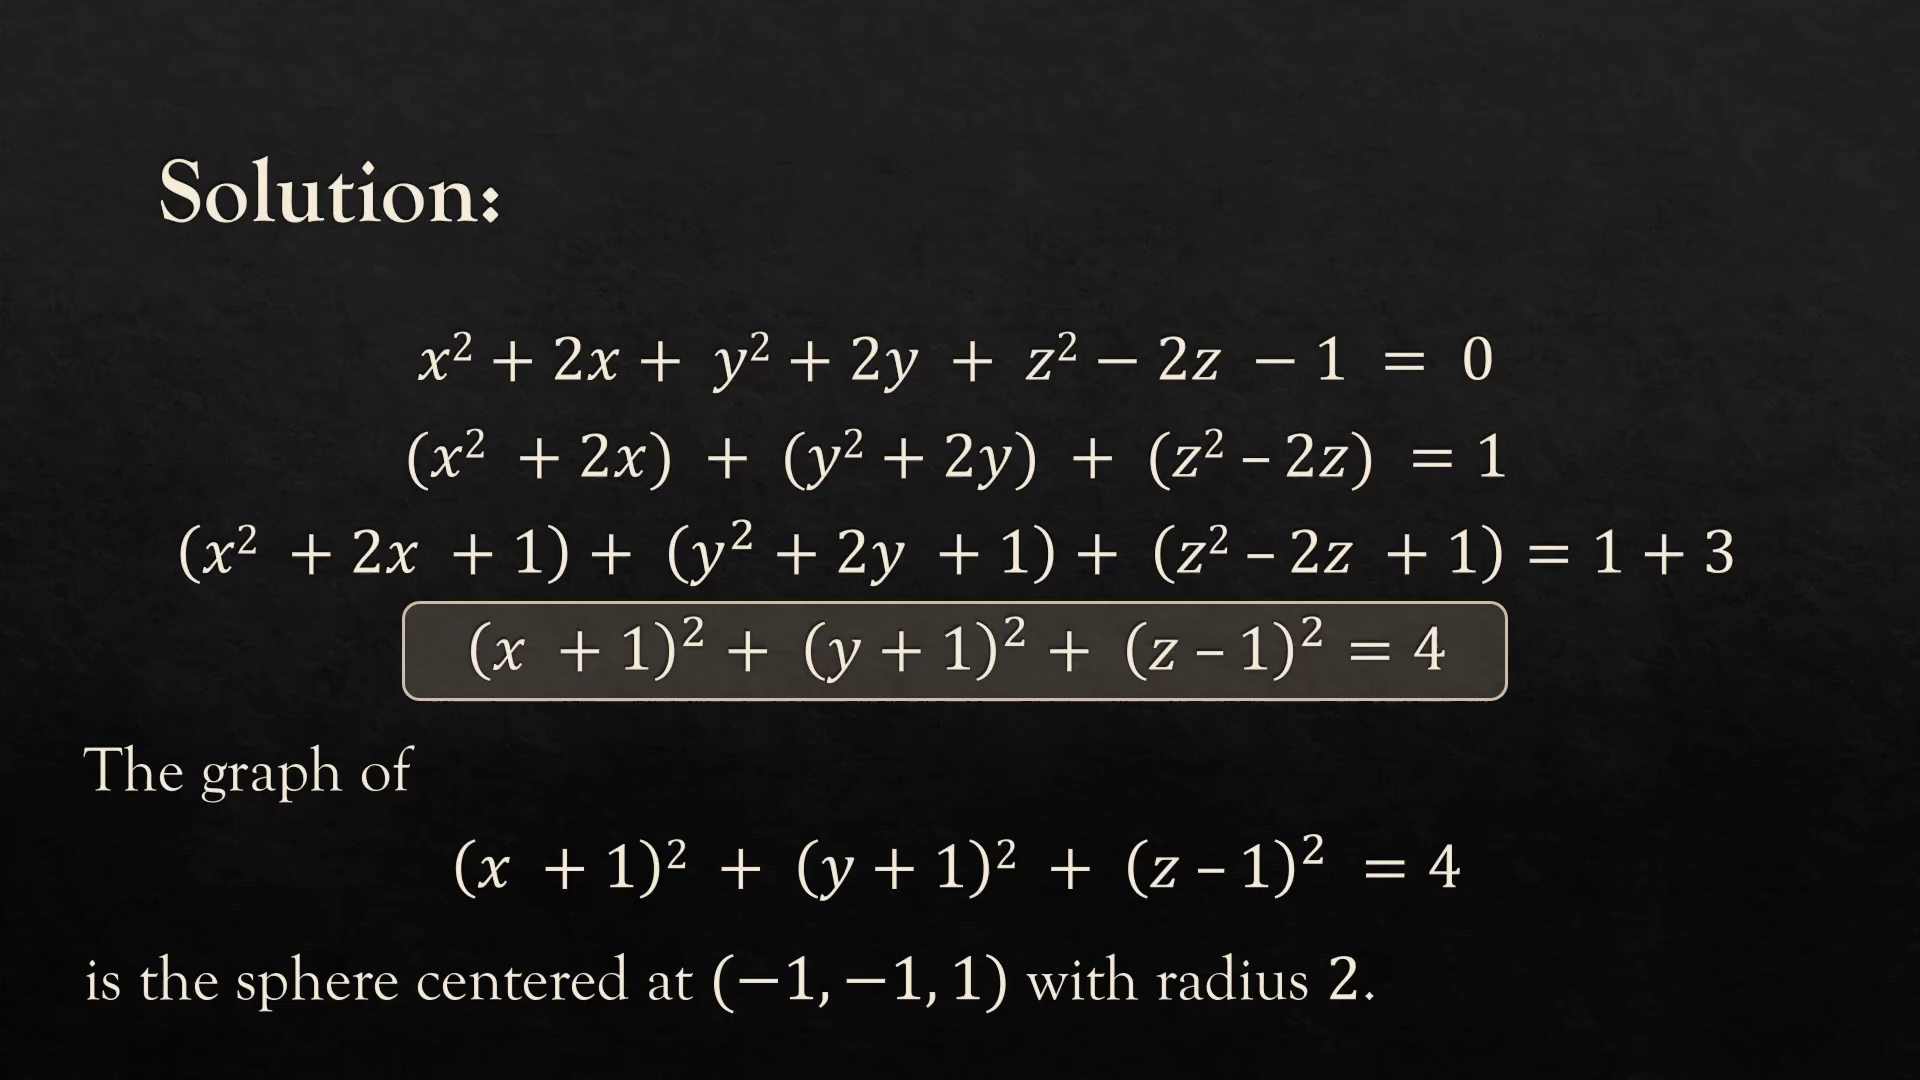 Solution:
x² + 2x + y² + 2y + z² − 2z − 1 = 0
(x² + 2x) + (y² + 2y) + (z² – 2z) = 1
(x² + 2x + 1) + (y² + 2y + 1) + (z² – 2z + 1) = 1 + 3
(x + 1)² + (y + 1)² + (z – 1)² = 4
The graph of
(x + 1)² + (y + 1)² + (z – 1)² = 4
is the sphere centered at (−1, −1, 1) with radius 2.